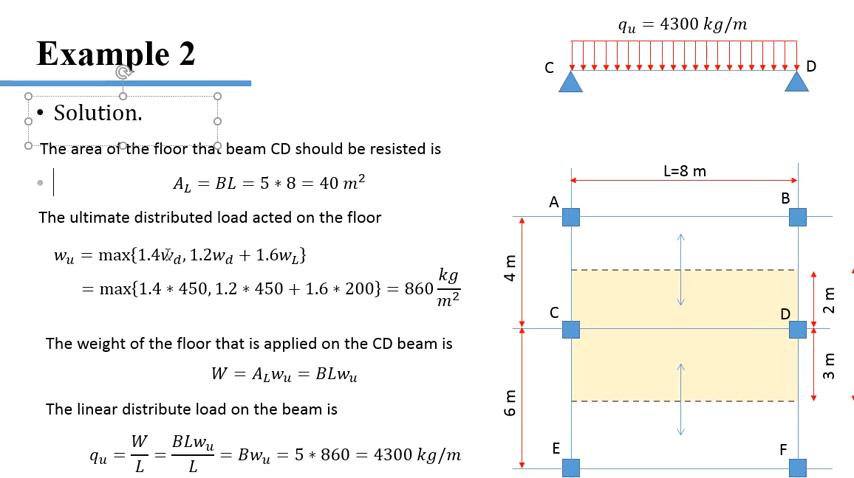 Example 2
• Solution.
The area of the floor that beam CD should be resisted is
A_L = BL = 5 * 8 = 40 m²
The ultimate distributed load acted on the floor
w_u = max{1.4w_d, 1.2w_d + 1.6w_L}
= max{1.4 * 450, 1.2 * 450 + 1.6 * 200} = 860 kg/m²
The weight of the floor that is applied on the CD beam is
W = A_L w_u = BLw_u
The linear distribute load on the beam is
q_u = W/L = BLw_u/L = Bw_u = 5 * 860 = 4300 kg/m
q_u = 4300 kg/m
C D
L=8 m
A B
4 m
C D
2 m
3 m
6 m
E F